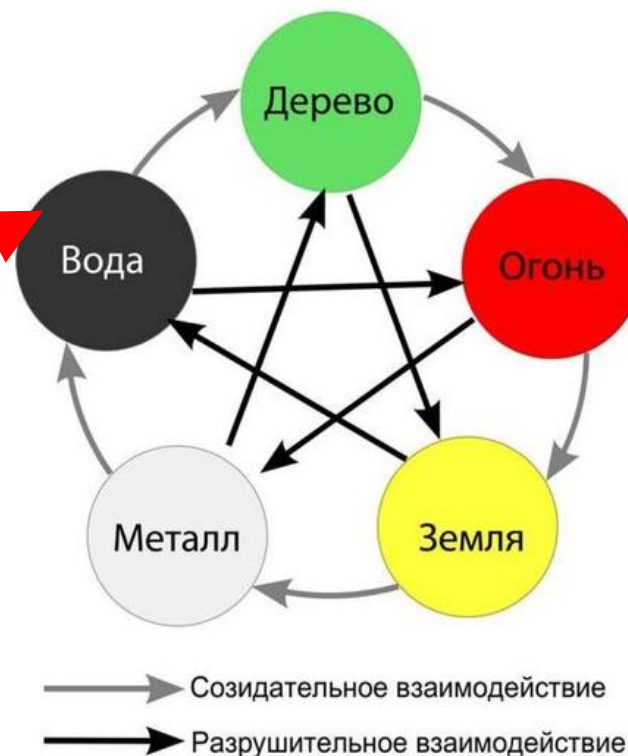 Дерево
Вода
Огонь
Металл
Земля
Созидательное взаимодействие
Разрушительное взаимодействие